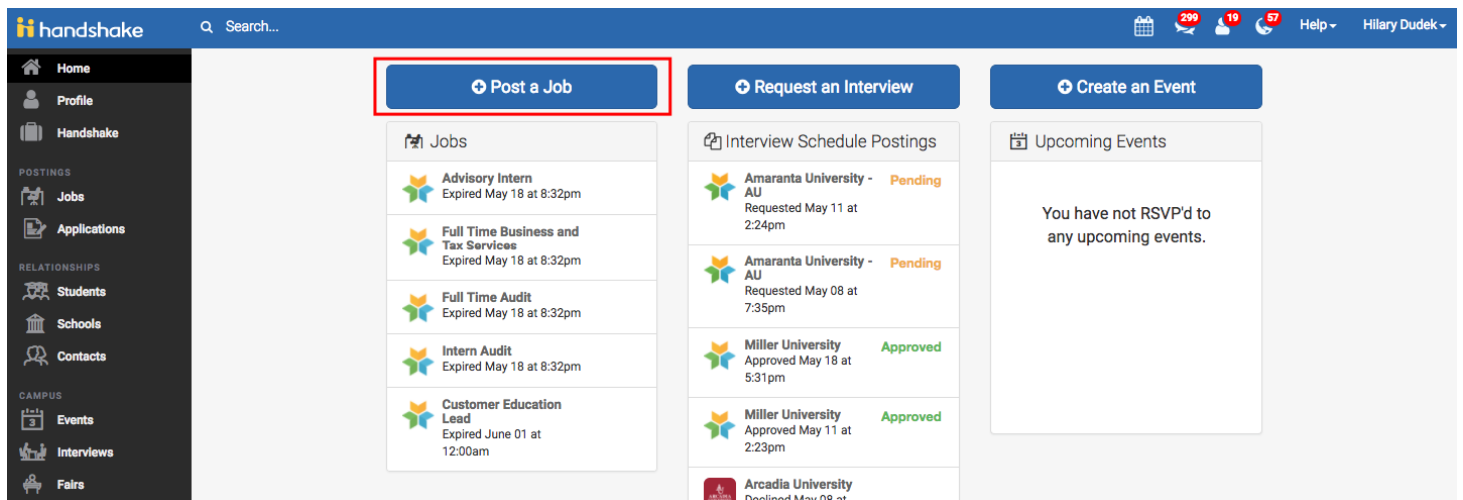 handshake
Search...
299
19
57
Help
Hilary Dudek
Home
Profile
Handshake
POSTINGS
Jobs
Applications
RELATIONSHIPS
Students
Schools
Contacts
CAMPUS
3
Events
Interviews
Fairs
Post a Job
Jobs
Advisory Intern
Expired May 18 at 8:32pm
Full Time Business and
Tax Services
Expired May 18 at 8:32pm
Full Time Audit
Expired May 18 at 8:32pm
Intern Audit
Expired May 18 at 8:32pm
Customer Education
Lead
Expired June 01 at
12:00am
Request an Interview
Interview Schedule Postings
Amaranta University - Pending
AU
Requested May 11 at
2:24pm
Amaranta University - Pending
AU
Requested May 08 at
7:35pm
Miller University Approved
Approved May 18 at
5:31pm
Miller University Approved
Approved May 11 at
2:23pm
Arcadia University
Declined May 08 at
Create an Event
3
Upcoming Events
You have not RSVP'd to
any upcoming events.